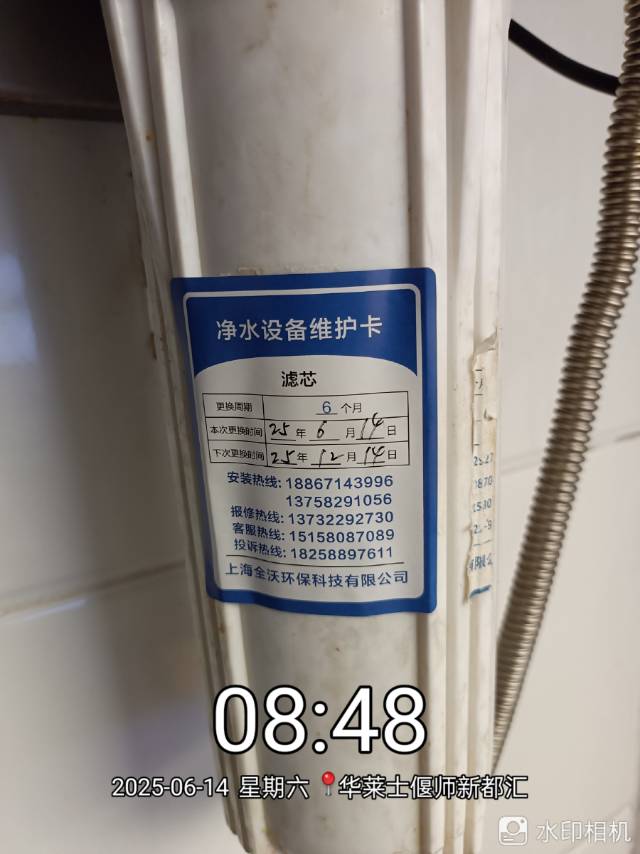 净水设备维护卡
滤芯
更换周期 6 个月
本次更换时间 25 年 6 月 14 日
下次更换时间 25 年 12 月 14 日
安装热线: 18867143996
13758291056
报修热线: 13732292730
客服热线: 15158087089
投诉热线: 18258897611
上海全沃环保科技有限公司
08:48
2025-06-14 星期六 华莱士偃师新都汇
水印相机